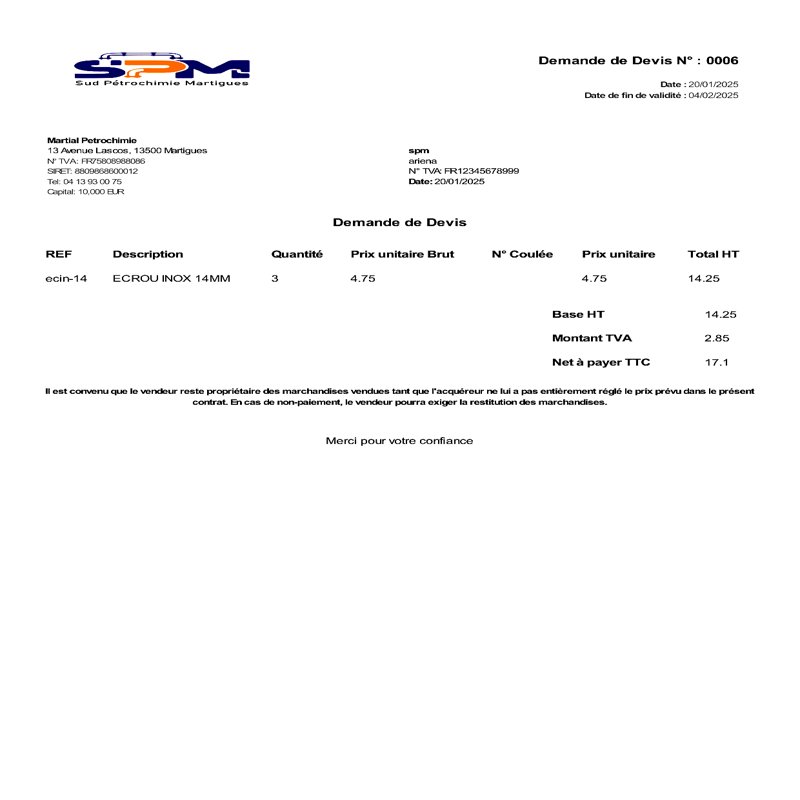 SPM
Sud Pétrochimie Martigues
Demande de Devis N° : 0006
Date : 20/01/2025
Date de fin de validité : 04/02/2025
Martial Petrochimie
13 Avenue Lascos, 13500 Martigues
N° TVA: FR75808988086
SIRET: 8809868600012
Tel: 04 13 93 00 75
Capital: 10,000 EUR
spm
ariena
N° TVA: FR12345678999
Date: 20/01/2025
Demande de Devis
REF Description Quantité Prix unitaire Brut N° Coulée Prix unitaire Total HT
ecin-14 ECROU INOX 14MM 3 4.75 4.75 14.25
Base HT 14.25
Montant TVA 2.85
Net à payer TTC 17.1
Il est convenu que le vendeur reste propriétaire des marchandises vendues tant que l'acquéreur ne lui a pas entièrement réglé le prix prévu dans le présent
contrat. En cas de non-paiement, le vendeur pourra exiger la restitution des marchandises.
Merci pour votre confiance